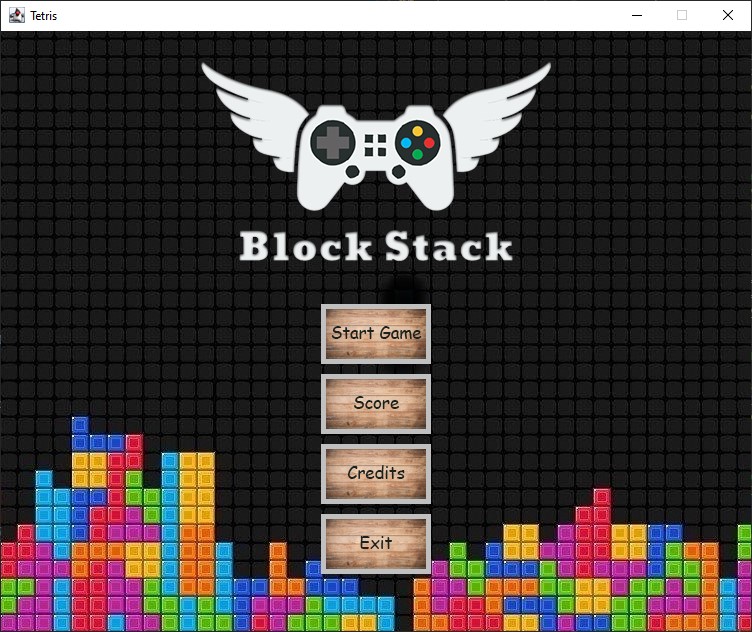 Tetris
Block Stack
Start Game
Score
Credits
Exit